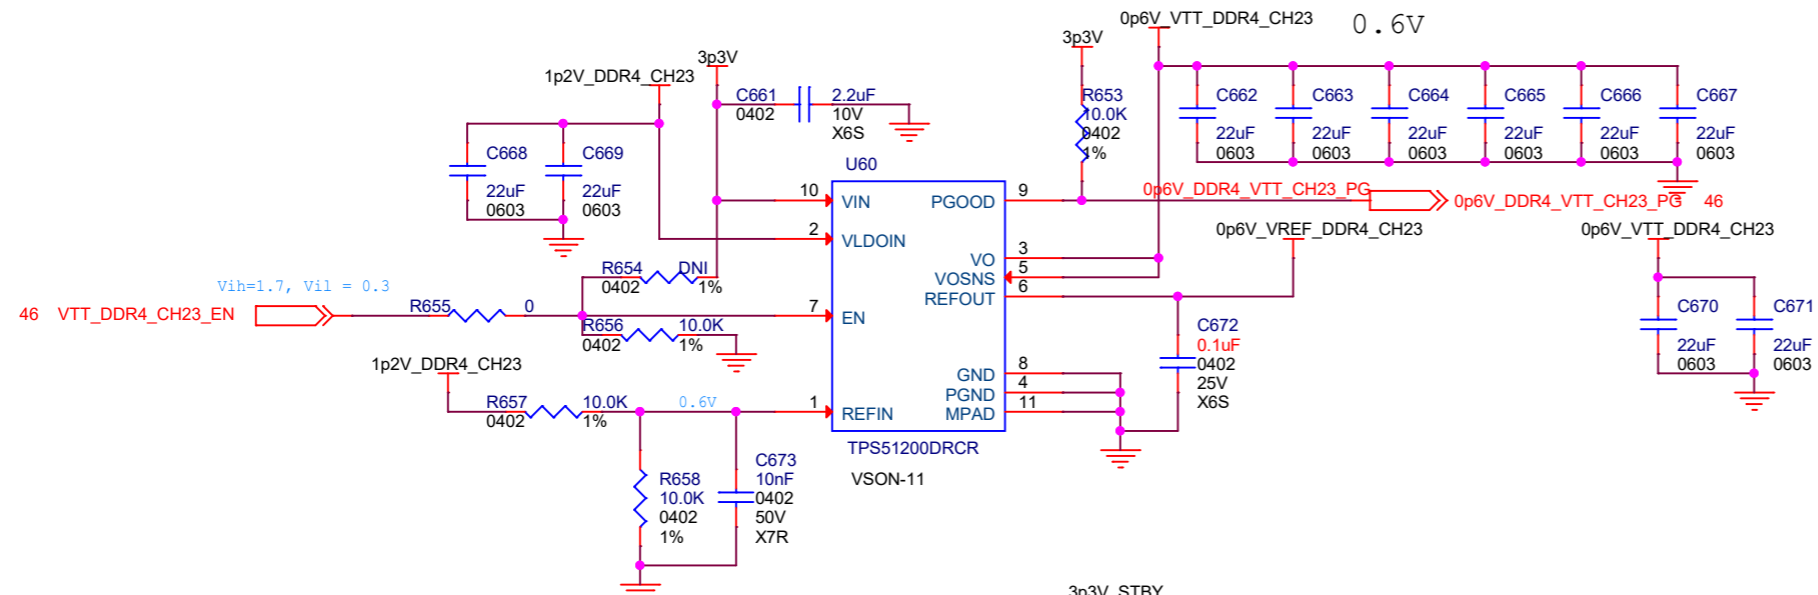 0p6V_VTT_DDR4_CH23
0.6V
3p3V
3p3V
1p2V_DDR4_CH23
C661
0402
2.2uF
10V
X6S
R653
10.0K
0402
1%
C662
22uF
0603
C663
22uF
0603
C664
22uF
0603
C665
22uF
0603
C666
22uF
0603
C667
22uF
0603
C668
22uF
0603
C669
22uF
0603
U60
10
VIN
PGOOD
9
0p6V_DDR4_VTT_CH23_PG
0p6V_DDR4_VTT_CH23_PG
46
2
VLDOIN
0p6V_VREF_DDR4_CH23
0p6V_VTT_DDR4_CH23
VO
3
VOSNS
5
REFOUT
6
R654
DNI
0402
1%
Vih=1.7, Vil = 0.3
46
VTT_DDR4_CH23_EN
R655
0
7
EN
R656
10.0K
0402
1%
C670
22uF
0603
C671
22uF
0603
C672
0.1uF
0402
25V
X6S
1p2V_DDR4_CH23
GND
8
PGND
4
MPAD
11
R657
10.0K
0402
1%
0.6V
1
REFIN
TPS51200DRCR
VSON-11
R658
10.0K
0402
1%
C673
10nF
0402
50V
X7R
3p3V_STBY